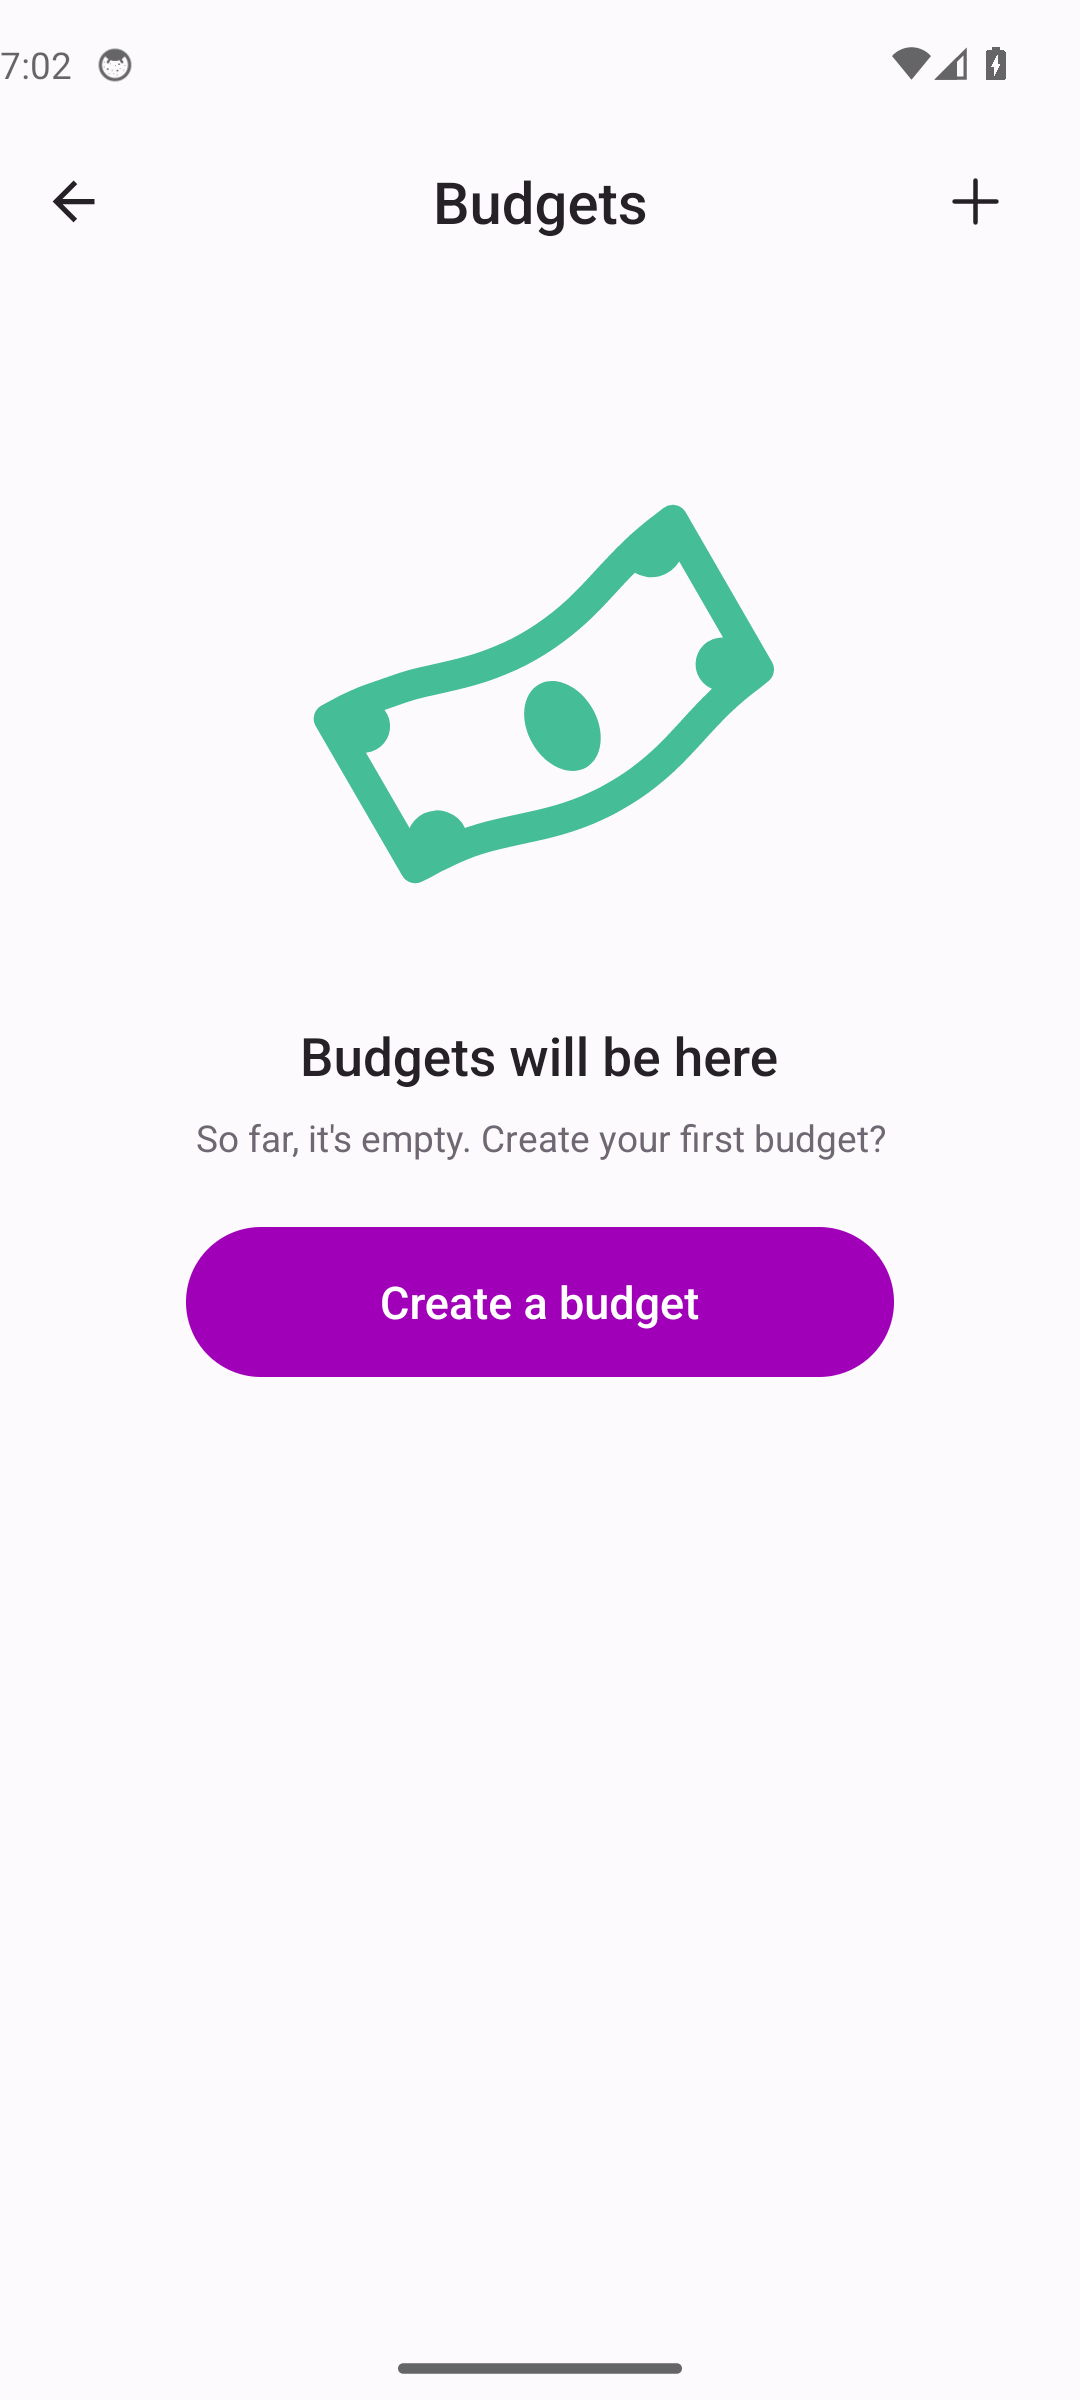 7:02
Budgets
Budgets will be here
So far, it's empty. Create your first budget?
Create a budget